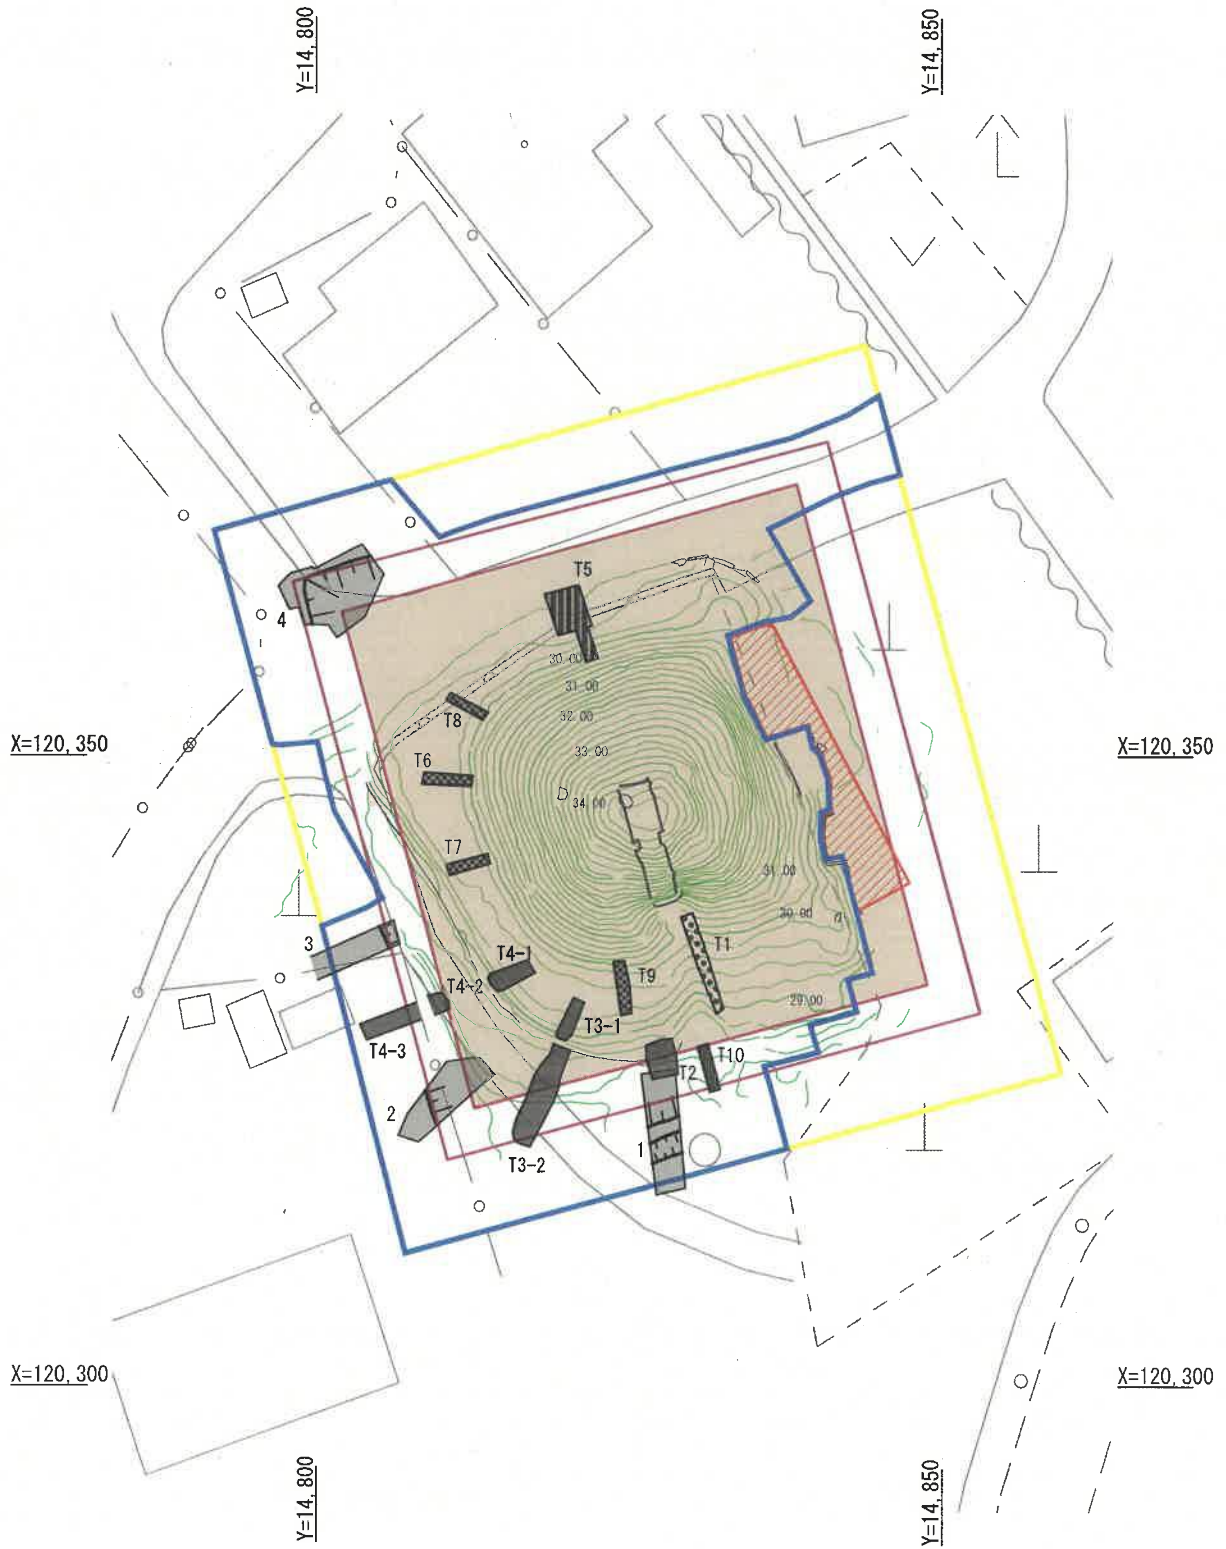 Y=14,800
Y=14,850
T5
4
30.00
31.00
32.00
33.00
T8
X=120,350
X=120,350
T6
34.00
T7
31.00
30.00
3
T1
T4-1
T9
T4-2
29.00
T3-1
T4-3
T10
T2
2
1
T3-2
X=120,300
X=120,300
Y=14,800
Y=14,850